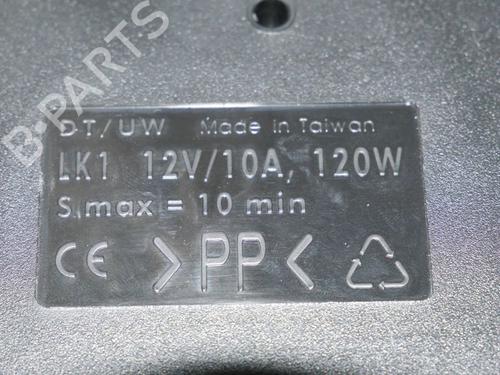 B-PARTS
DT/UW Made in Taiwan
LK1 12V/10A, 120W
S max = 10 min
CE >PP<